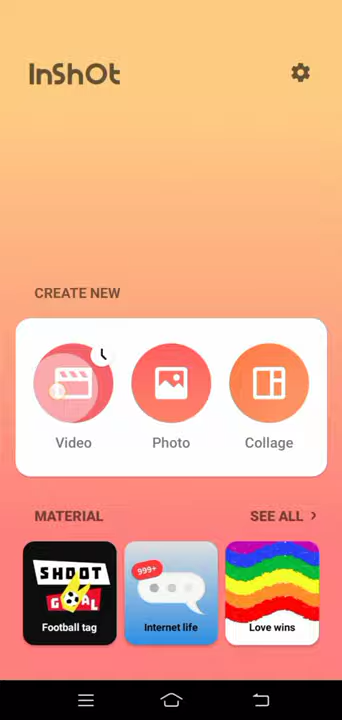 InShOt
CREATE NEW
Video
Photo
Collage
MATERIAL
SEE ALL >
SHOOT
GOAL
Football tag
999+
Internet life
Love wins